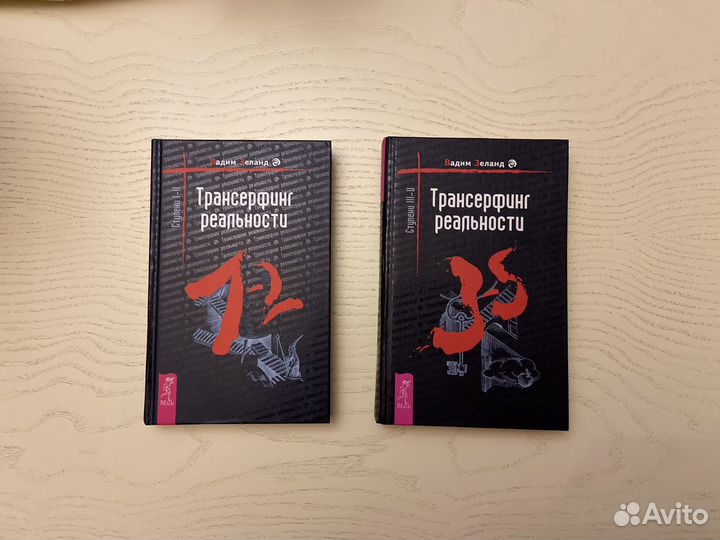 Вадим Зеланд
Ступени I-II
Трансерфинг
реальности
12
ВЕСЬ
Вадим Зеланд
Ступени III-V
Трансерфинг
реальности
35
ВЕСЬ
Avito